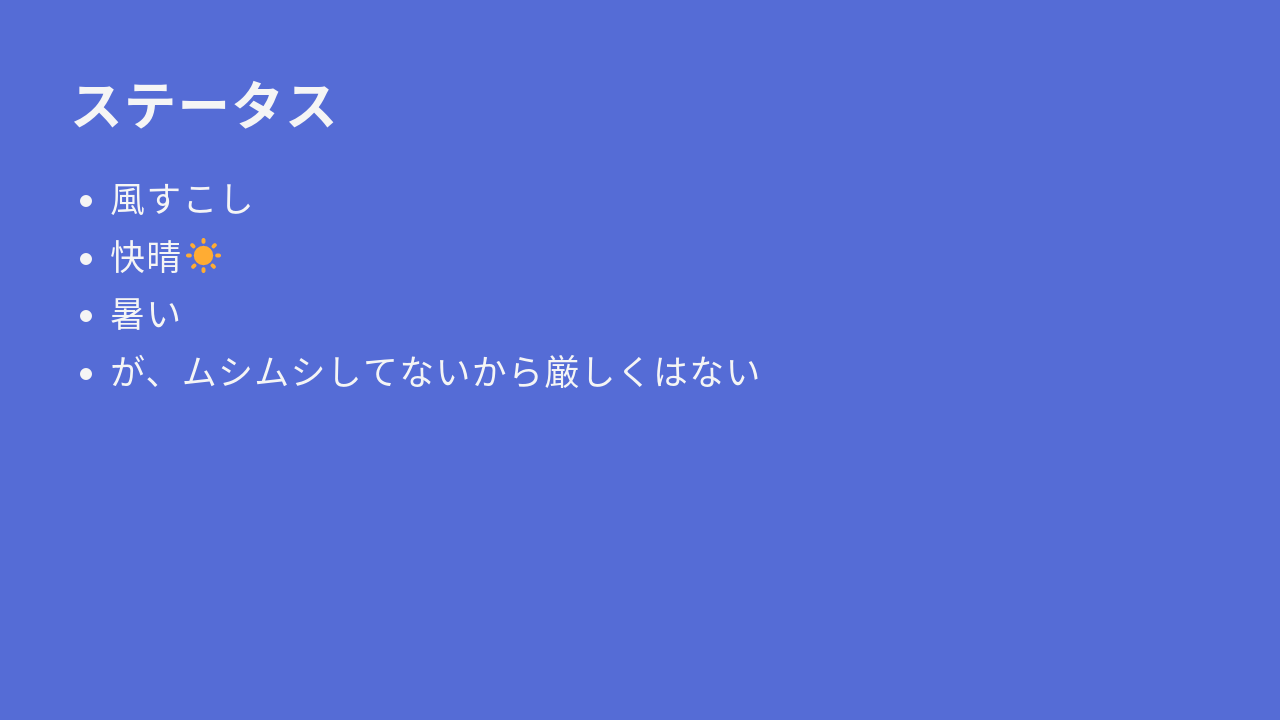 ステータス
• 風すこし
• 快晴☀️
• 暑い
• が、ムシムシしてないから厳しくはない